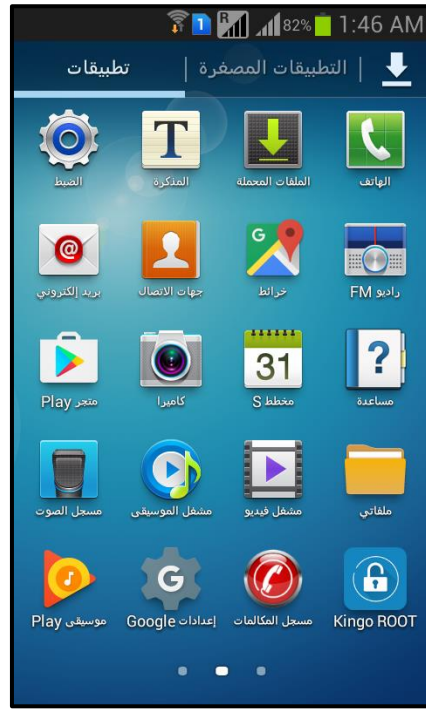 1 R 82% 1:46 AM
التطبيقات المصغرة
تطبيقات
الهاتف
الملفات المحملة
T
المذكرة
الضبط
راديو FM
G
خرائط
جهات الاتصال
@
بريد إلكتروني
?
مساعدة
31
مخطط S
كاميرا
متجر Play
ملفاتي
مشغل فيديو
مشغل الموسيقى
مسجل الصوت
Kingo ROOT
مسجل المكالمات
G
إعدادات Google
موسيقى Play